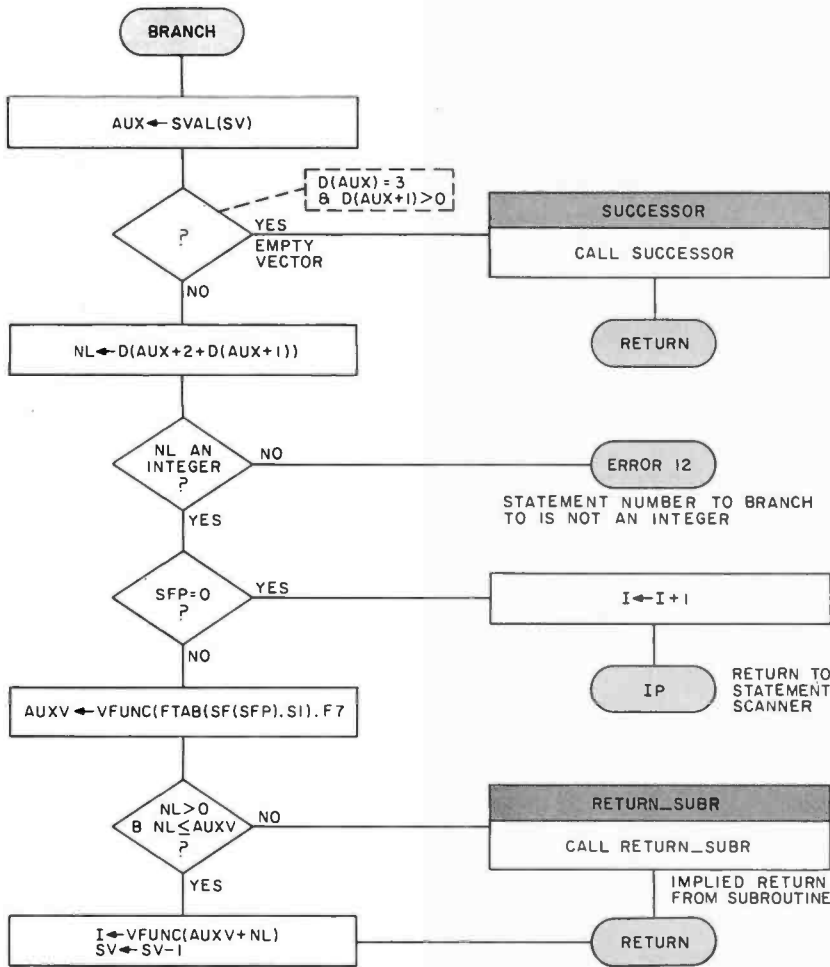 BRANCH
AUX←SVAL(SV)
D(AUX)=3
& D(AUX+1)>0
?
YES
EMPTY
VECTOR
NO
SUCCESSOR
CALL SUCCESSOR
RETURN
NL←D(AUX+2+D(AUX+1))
NL AN
INTEGER
?
NO
YES
ERROR 12
STATEMENT NUMBER TO BRANCH
TO IS NOT AN INTEGER
SFP=0
?
YES
NO
I←I+1
IP
RETURN TO
STATEMENT
SCANNER
AUXV←VFUNC(FTAB(SF(SFP).S1).F7
NL>0
& NL≤AUXV
?
NO
YES
RETURN_SUBR
CALL RETURN_SUBR
IMPLIED RETURN
FROM SUBROUTINE
I←VFUNC(AUXV+NL)
SV←SV-1
RETURN